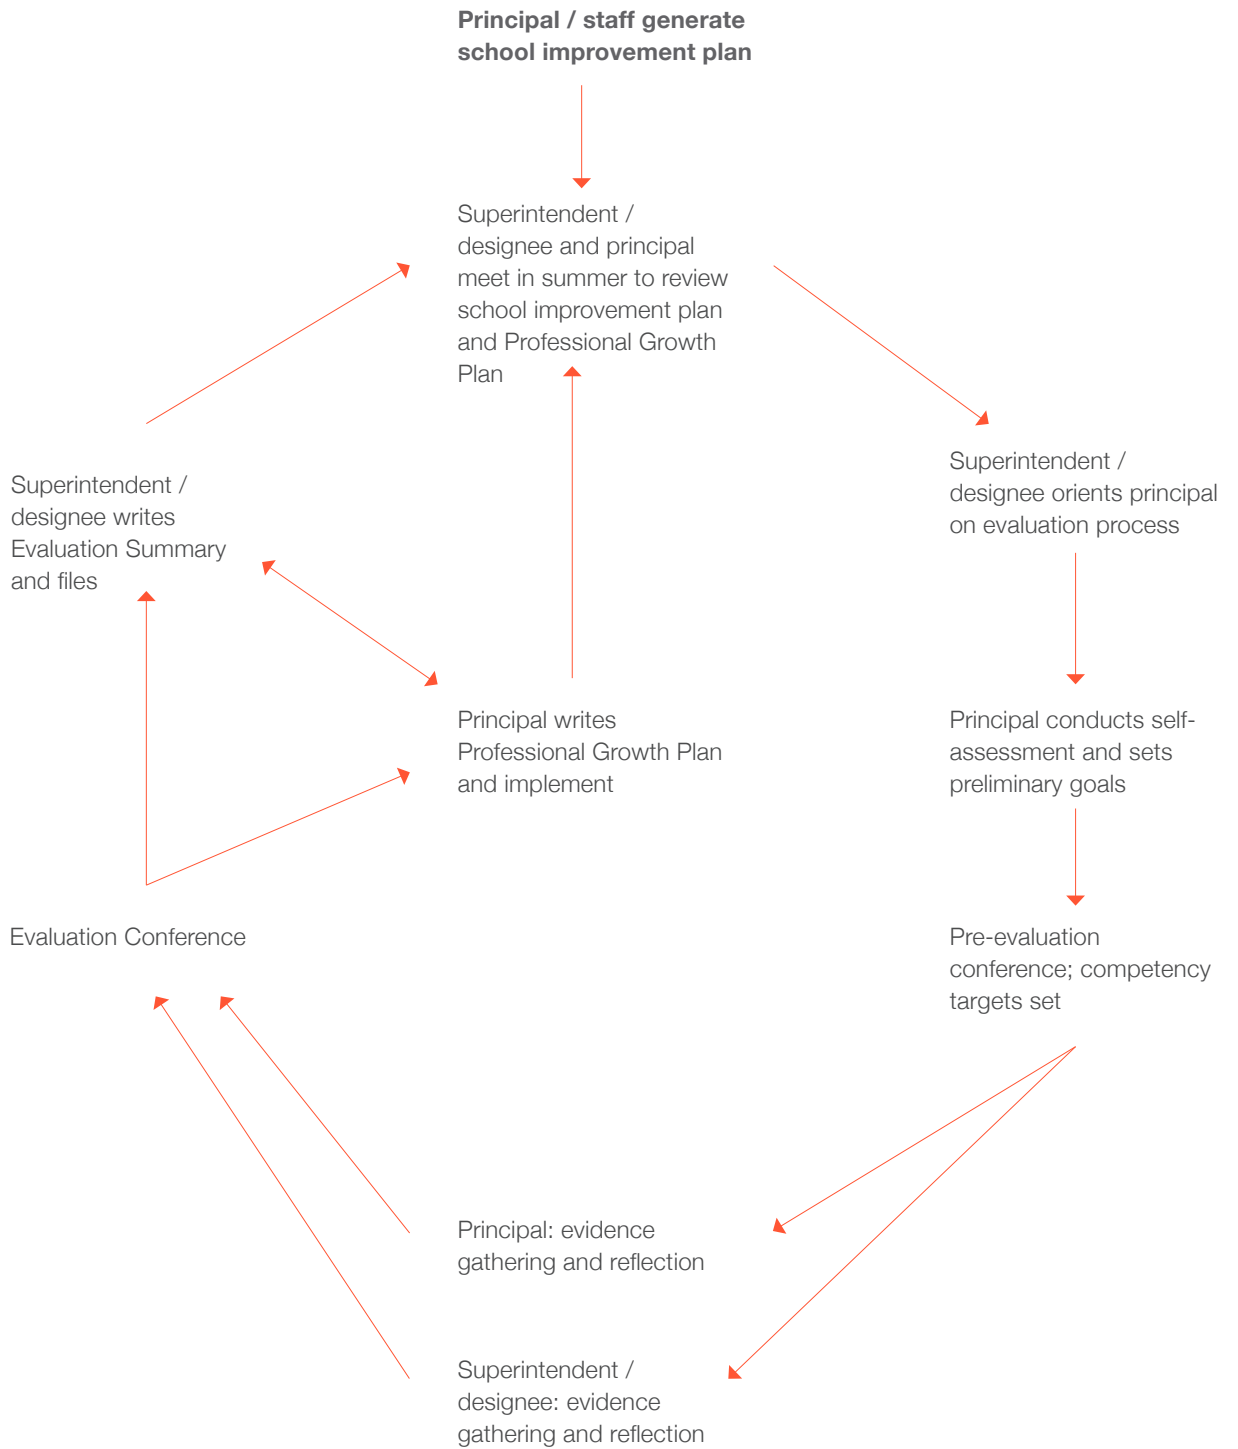 Principal / staff generate
school improvement plan
Superintendent /
designee and principal
meet in summer to review
school improvement plan
and Professional Growth
Plan
Superintendent /
designee orients principal
on evaluation process
Superintendent /
designee writes
Evaluation Summary
and files
Principal writes
Professional Growth Plan
and implement
Principal conducts self-
assessment and sets
preliminary goals
Evaluation Conference
Pre-evaluation
conference; competency
targets set
Principal: evidence
gathering and reflection
Superintendent /
designee: evidence
gathering and reflection